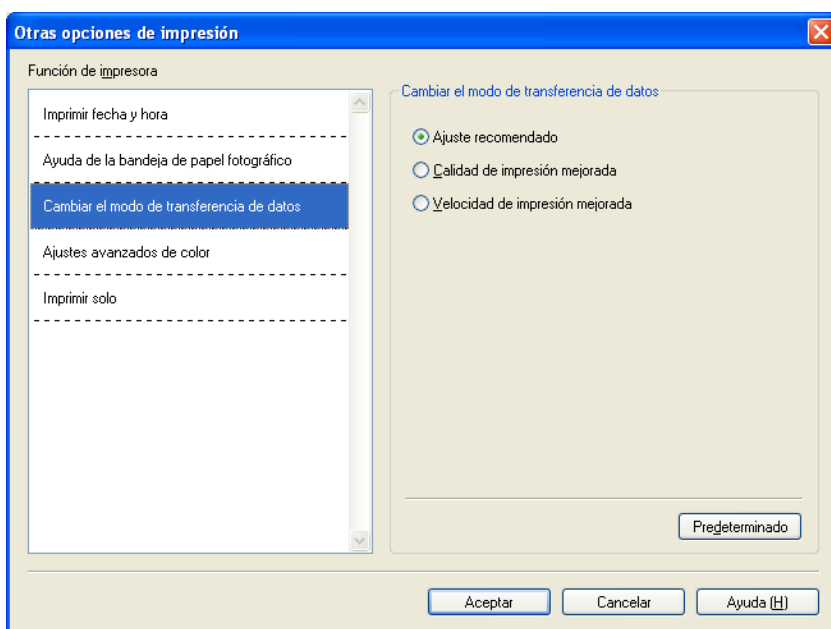 Otras opciones de impresión
Función de impresora
Imprimir fecha y hora
Ayuda de la bandeja de papel fotográfico
Cambiar el modo de transferencia de datos
Ajustes avanzados de color
Imprimir solo
Cambiar el modo de transferencia de datos
Ajuste recomendado
Calidad de impresión mejorada
Velocidad de impresión mejorada
Predeterminado
Aceptar
Cancelar
Ayuda (H)